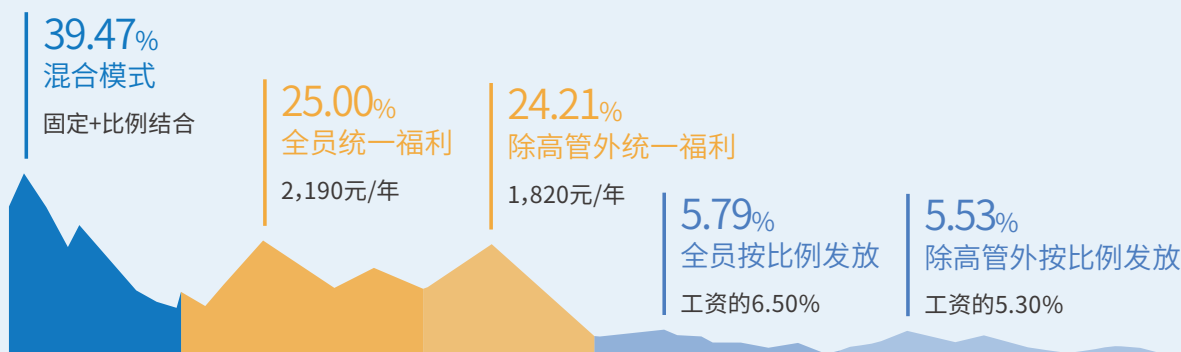 39.47%
混合模式
固定+比例结合
25.00%
全员统一福利
2,190元/年
24.21%
除高管外统一福利
1,820元/年
5.79%
全员按比例发放
工资的6.50%
5.53%
除高管外按比例发放
工资的5.30%